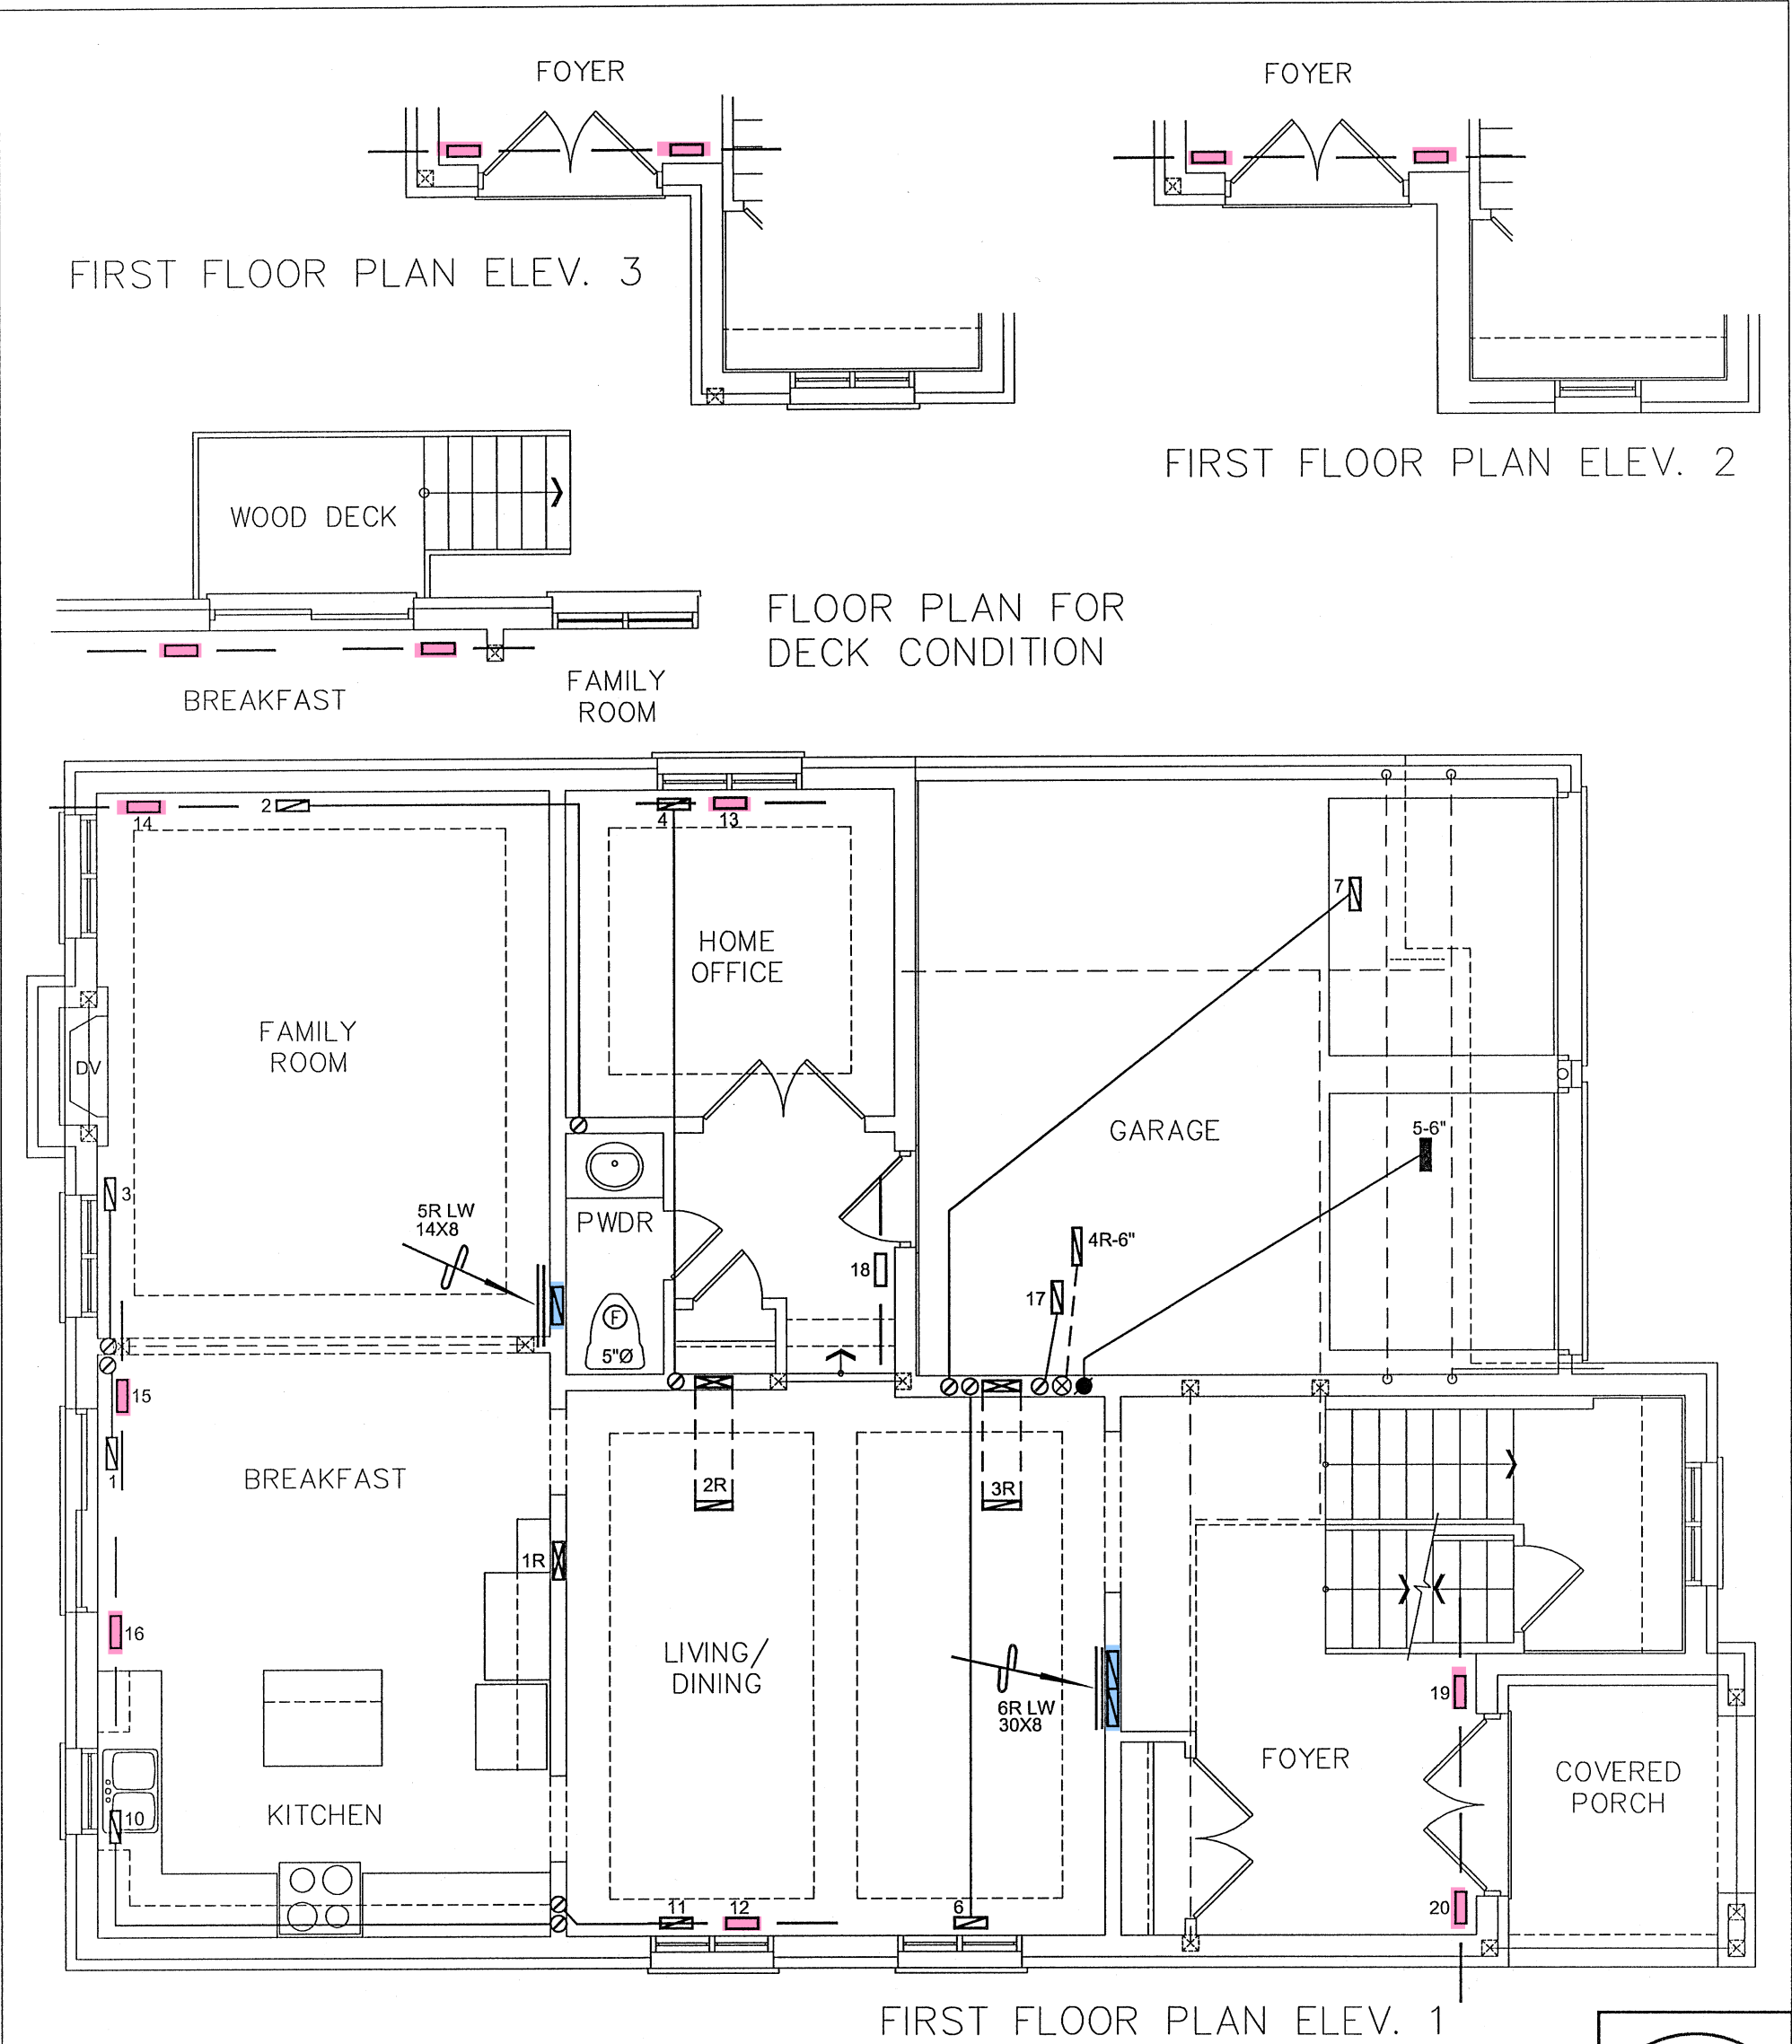 FOYER
FOYER
FIRST FLOOR PLAN ELEV. 3
FIRST FLOOR PLAN ELEV. 2
WOOD DECK
FLOOR PLAN FOR
DECK CONDITION
BREAKFAST
FAMILY
ROOM
14
2
4
13
7
HOME
OFFICE
FAMILY
ROOM
DV
GARAGE
5-6"
3
5R LW
14X8
PWDR
4R-6"
18
17
F
5"Ø
15
1
BREAKFAST
2R
3R
1R
16
LIVING/
DINING
6R LW
30X8
19
FOYER
COVERED
PORCH
10
KITCHEN
11
12
6
20
FIRST FLOOR PLAN ELEV. 1